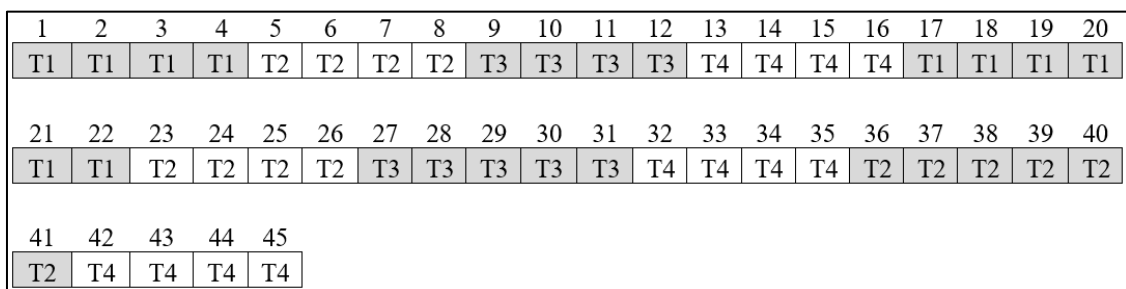 1 2 3 4 5 6 7 8 9 10 11 12 13 14 15 16 17 18 19 20
T1 T1 T1 T1 T2 T2 T2 T2 T3 T3 T3 T3 T4 T4 T4 T4 T1 T1 T1 T1
21 22 23 24 25 26 27 28 29 30 31 32 33 34 35 36 37 38 39 40
T1 T1 T2 T2 T2 T2 T3 T3 T3 T3 T3 T4 T4 T4 T4 T2 T2 T2 T2 T2
41 42 43 44 45
T2 T4 T4 T4 T4